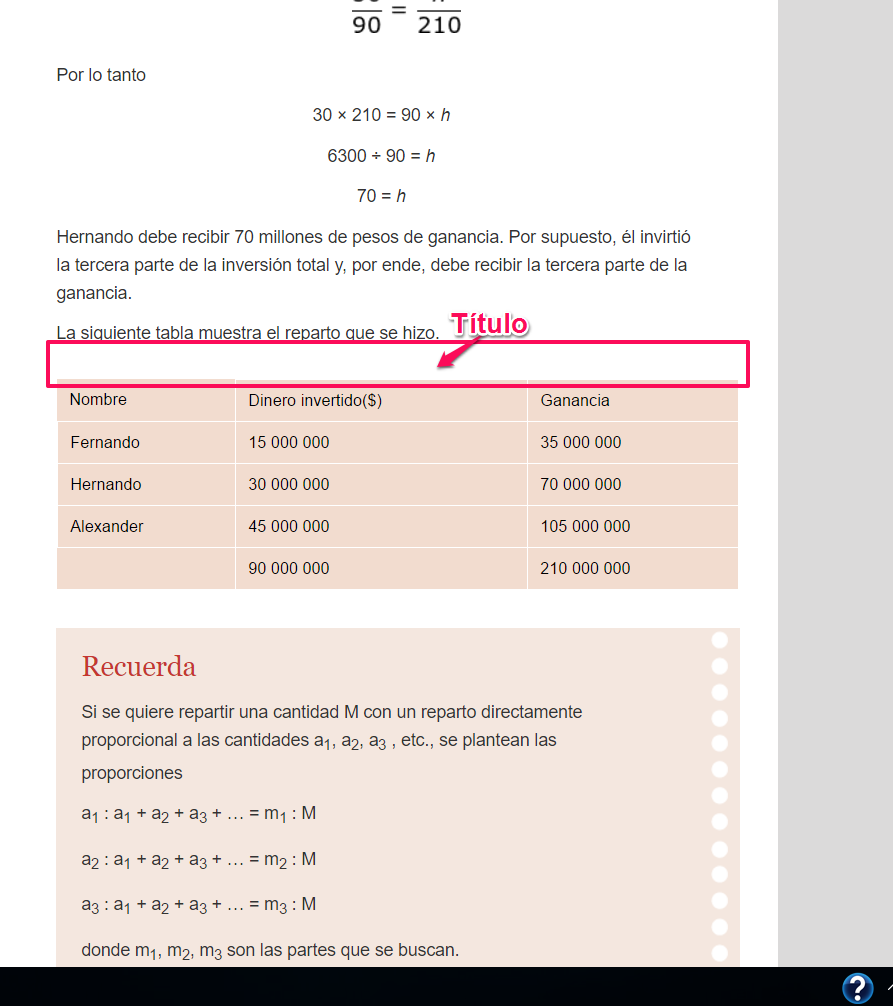 90 = 210
Por lo tanto
30 × 210 = 90 × h
6300 ÷ 90 = h
70 = h
Hernando debe recibir 70 millones de pesos de ganancia. Por supuesto, él invirtió
la tercera parte de la inversión total y, por ende, debe recibir la tercera parte de la
ganancia.
La siguiente tabla muestra el reparto que se hizo.
Título
Nombre Dinero invertido($) Ganancia
Fernando 15 000 000 35 000 000
Hernando 30 000 000 70 000 000
Alexander 45 000 000 105 000 000
90 000 000 210 000 000
Recuerda
Si se quiere repartir una cantidad M con un reparto directamente
proporcional a las cantidades a₁, a₂, a₃ , etc., se plantean las
proporciones
a₁ : a₁ + a₂ + a₃ + … = m₁ : M
a₂ : a₁ + a₂ + a₃ + … = m₂ : M
a₃ : a₁ + a₂ + a₃ + … = m₃ : M
donde m₁, m₂, m₃ son las partes que se buscan.
?